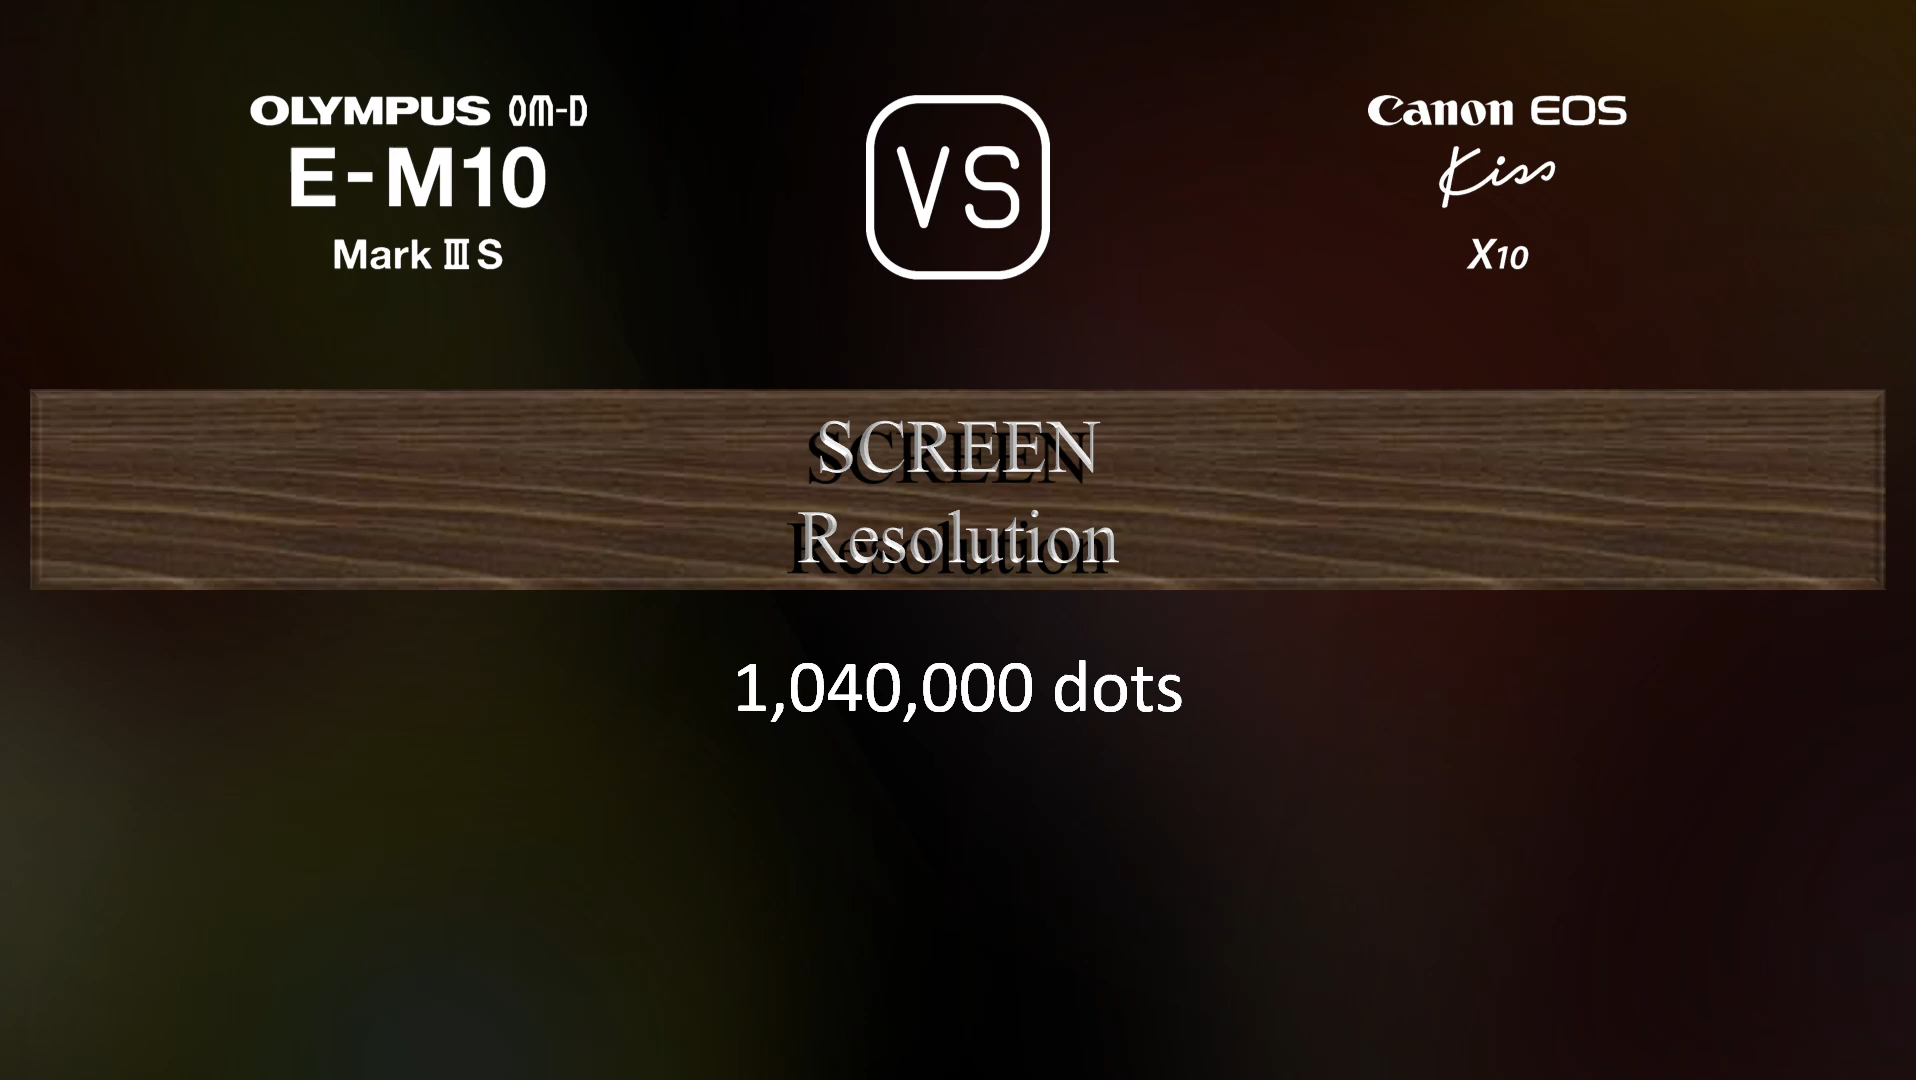 OLYMPUS OM-D
E-M10
Mark III S
VS
Canon EOS
Kiss
X10
SCREEN
Resolution
1,040,000 dots